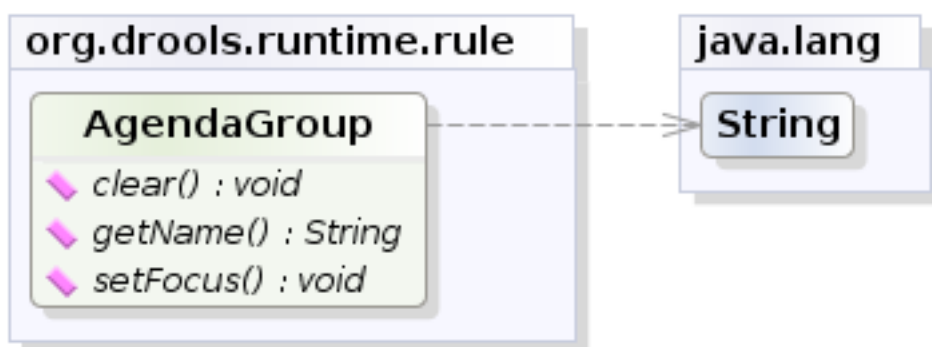 org.drools.runtime.rule
java.lang
AgendaGroup
String
clear() : void
getName() : String
setFocus() : void